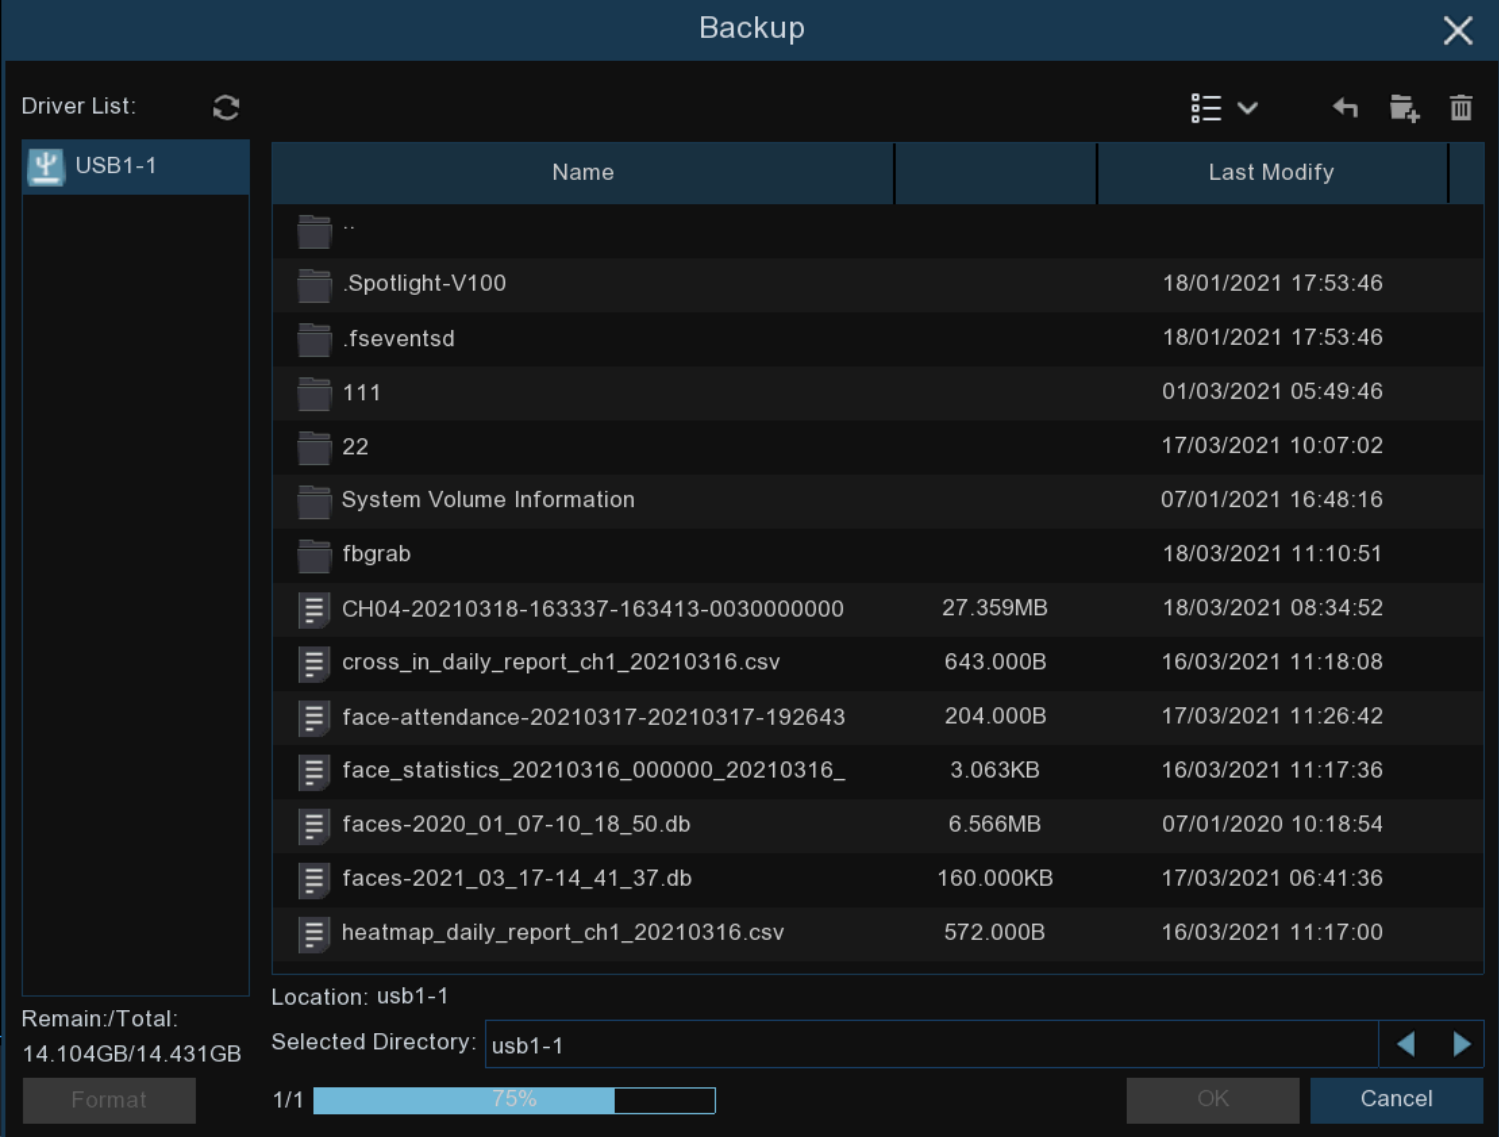 Backup
Driver List:
USB1-1
Name Last Modify
..
.Spotlight-V100 18/01/2021 17:53:46
.fseventsd 18/01/2021 17:53:46
111 01/03/2021 05:49:46
22 17/03/2021 10:07:02
System Volume Information 07/01/2021 16:48:16
fbgrab 18/03/2021 11:10:51
CH04-20210318-163337-163413-0030000000 27.359MB 18/03/2021 08:34:52
cross_in_daily_report_ch1_20210316.csv 643.000B 16/03/2021 11:18:08
face-attendance-20210317-20210317-192643 204.000B 17/03/2021 11:26:42
face_statistics_20210316_000000_20210316_ 3.063KB 16/03/2021 11:17:36
faces-2020_01_07-10_18_50.db 6.566MB 07/01/2020 10:18:54
faces-2021_03_17-14_41_37.db 160.000KB 17/03/2021 06:41:36
heatmap_daily_report_ch1_20210316.csv 572.000B 16/03/2021 11:17:00
Location: usb1-1
Remain:/Total:
14.104GB/14.431GB
Selected Directory: usb1-1
Format
1/1 75%
OK Cancel